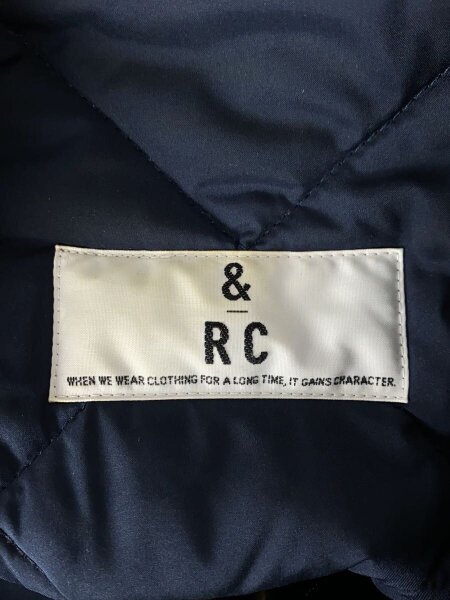 &
RC
WHEN WE WEAR CLOTHING FOR A LONG TIME, IT GAINS CHARACTER.